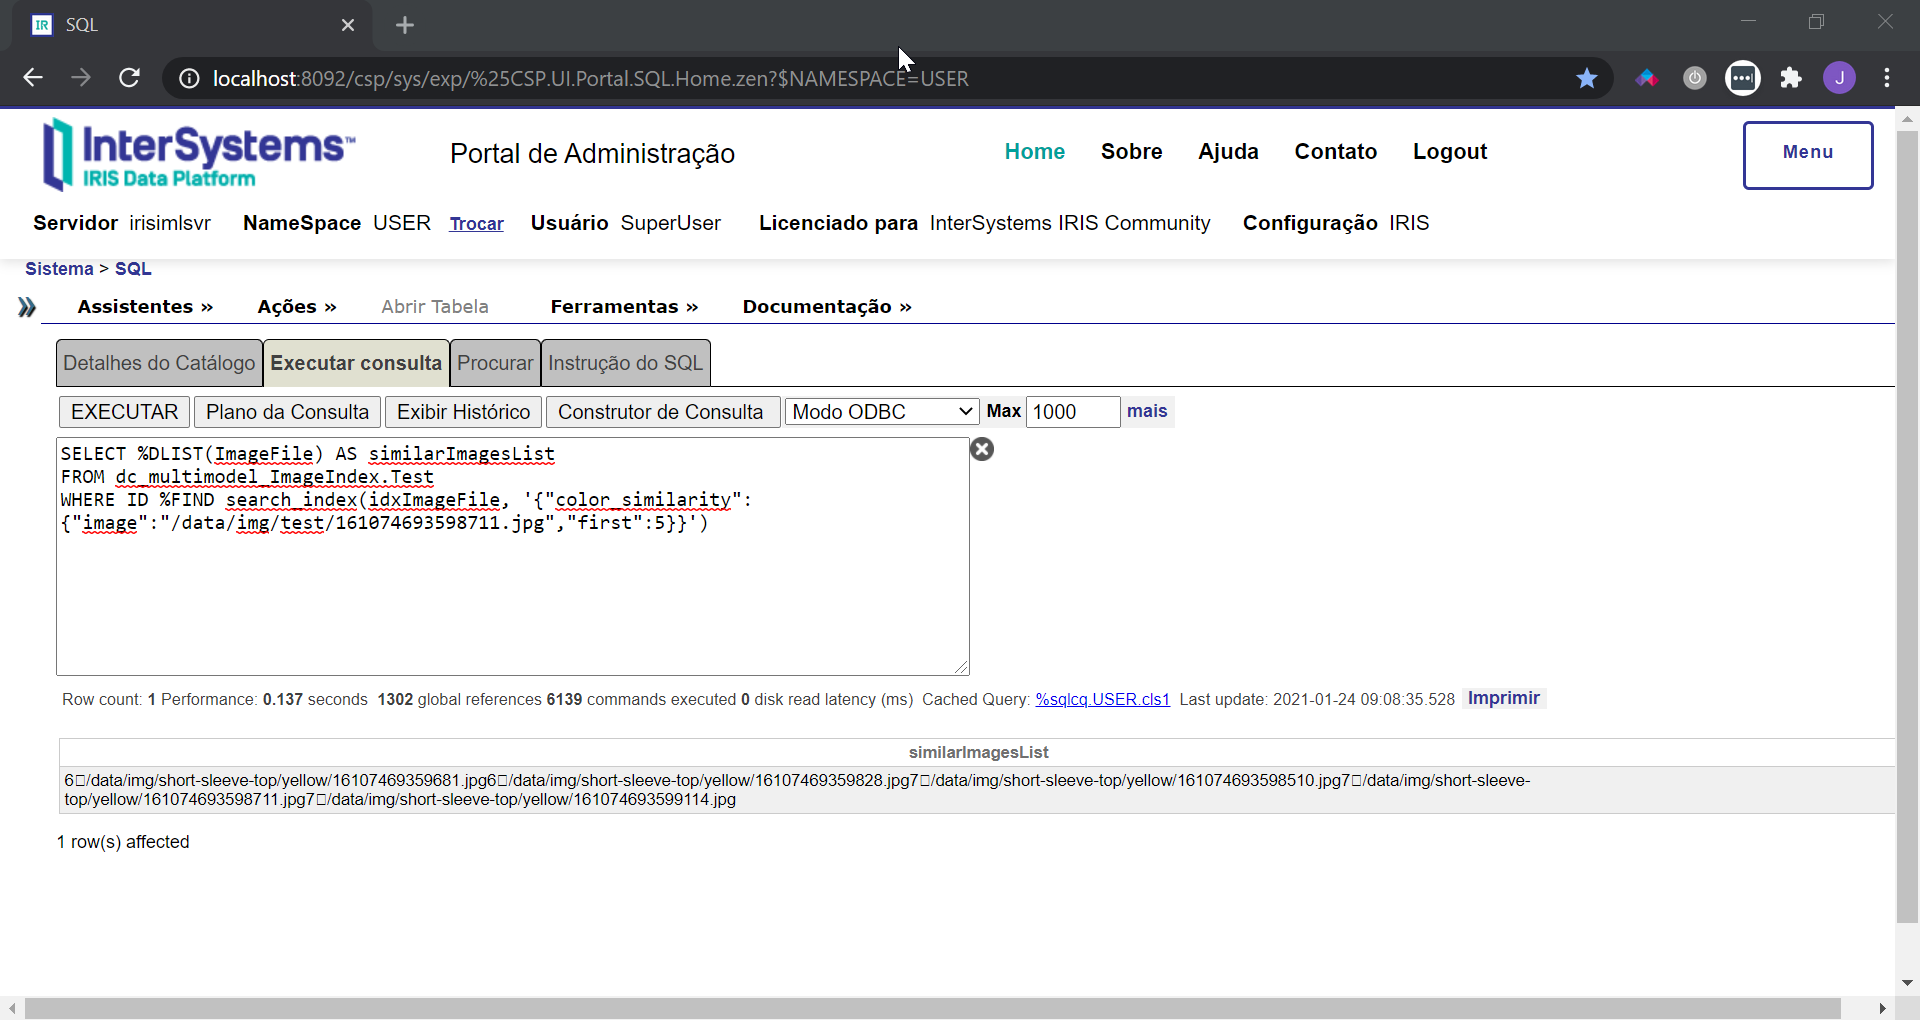 IR SQL
localhost:8092/csp/sys/exp/%25CSP.UI.Portal.SQL.Home.zen?$NAMESPACE=USER
J
InterSystems™
IRIS Data Platform
Portal de Administração
Home Sobre Ajuda Contato Logout
Menu
Servidor irisimlsvr NameSpace USER Trocar Usuário SuperUser Licenciado para InterSystems IRIS Community Configuração IRIS
Sistema > SQL
» Assistentes » Ações » Abrir Tabela Ferramentas » Documentação »
Detalhes do Catálogo Executar consulta Procurar Instrução do SQL
EXECUTAR Plano da Consulta Exibir Histórico Construtor de Consulta Modo ODBC Max 1000 mais
SELECT %DLIST(ImageFile) AS similarImagesList
FROM dc_multimodel_ImageIndex.Test
WHERE ID %FIND search_index(idxImageFile, '{"color_similarity":
{"image":"/data/img/test/161074693598711.jpg","first":5}}')
Row count: 1 Performance: 0.137 seconds 1302 global references 6139 commands executed 0 disk read latency (ms) Cached Query: %sqlcq.USER.cls1 Last update: 2021-01-24 09:08:35.528 Imprimir
similarImagesList
6□/data/img/short-sleeve-top/yellow/16107469359681.jpg6□/data/img/short-sleeve-top/yellow/16107469359828.jpg7□/data/img/short-sleeve-top/yellow/161074693598510.jpg7□/data/img/short-sleeve-
top/yellow/161074693598711.jpg7□/data/img/short-sleeve-top/yellow/161074693599114.jpg
1 row(s) affected